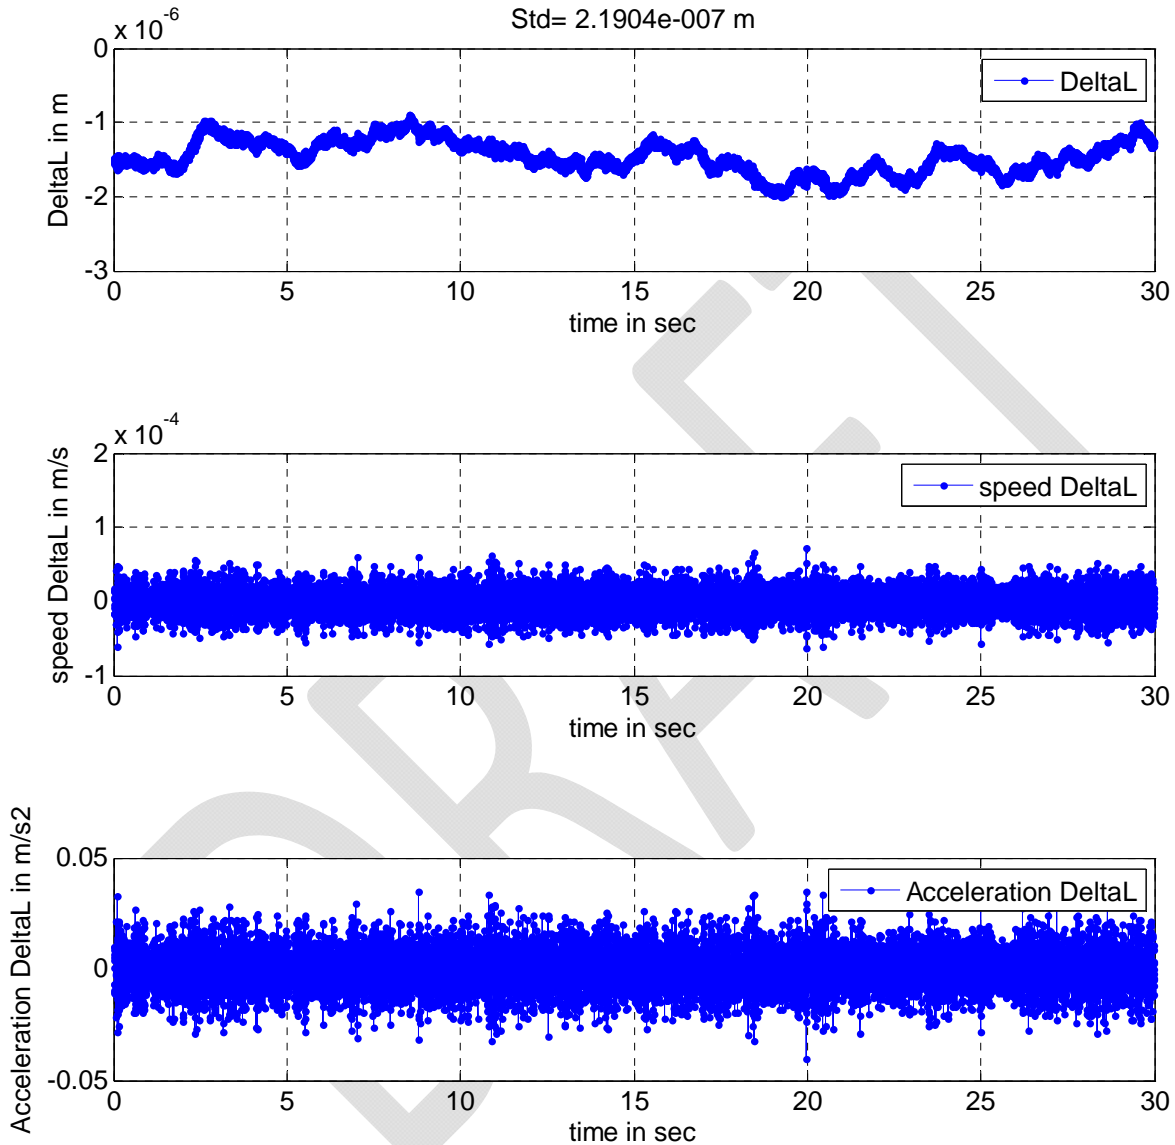 Std= 2.1904e-007 m
x 10^-6
0
-1
-2
-3
DeltaL in m
DeltaL
0 5 10 15 20 25 30
time in sec
x 10^-4
2
1
0
-1
speed DeltaL in m/s
speed DeltaL
0 5 10 15 20 25 30
time in sec
0.05
0
-0.05
Acceleration DeltaL in m/s2
Acceleration DeltaL
0 5 10 15 20 25 30
time in sec
DRAFT